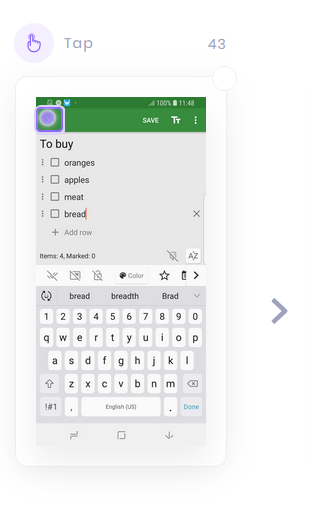 Tap 43
100% 11:48
SAVE Tт
To buy
oranges
apples
meat
bread
+ Add row
Items: 4, Marked: 0
AZ
Color
bread breadth Brad
1 2 3 4 5 6 7 8 9 0
q w e r t y u i o p
a s d f g h j k l
z x c v b n m
!#1 , English (US) . Done